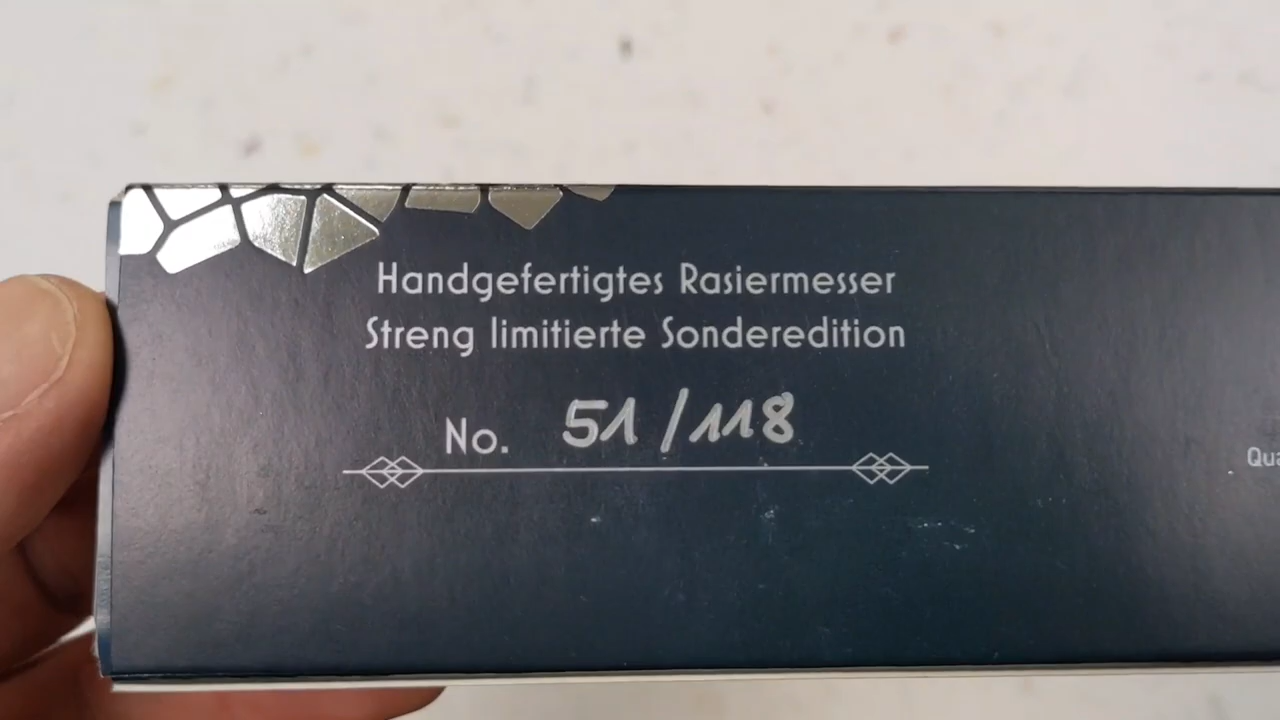 Handgefertigtes Rasiermesser
Streng limitierte Sonderedition
No. 51/118